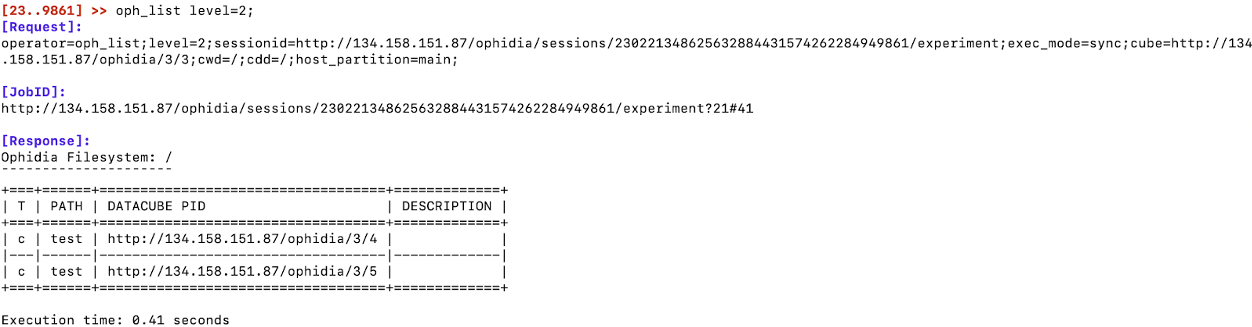 [23..9861] >> oph_list level=2;
[Request]:
operator=oph_list;level=2;sessionid=http://134.158.151.87/ophidia/sessions/230221348625632884431574262284949861/experiment;exec_mode=sync;cube=http://134
.158.151.87/ophidia/3/3;cwd=/;cdd=/;host_partition=main;
[JobID]:
http://134.158.151.87/ophidia/sessions/230221348625632884431574262284949861/experiment?21#41
[Response]:
Ophidia Filesystem: /
---------------------
+===+======+===================================+=============+
| T | PATH | DATACUBE PID                      | DESCRIPTION |
+===+======+===================================+=============+
| c | test | http://134.158.151.87/ophidia/3/4 |             |
|---|------|-----------------------------------|-------------|
| c | test | http://134.158.151.87/ophidia/3/5 |             |
+===+======+===================================+=============+
Execution time: 0.41 seconds